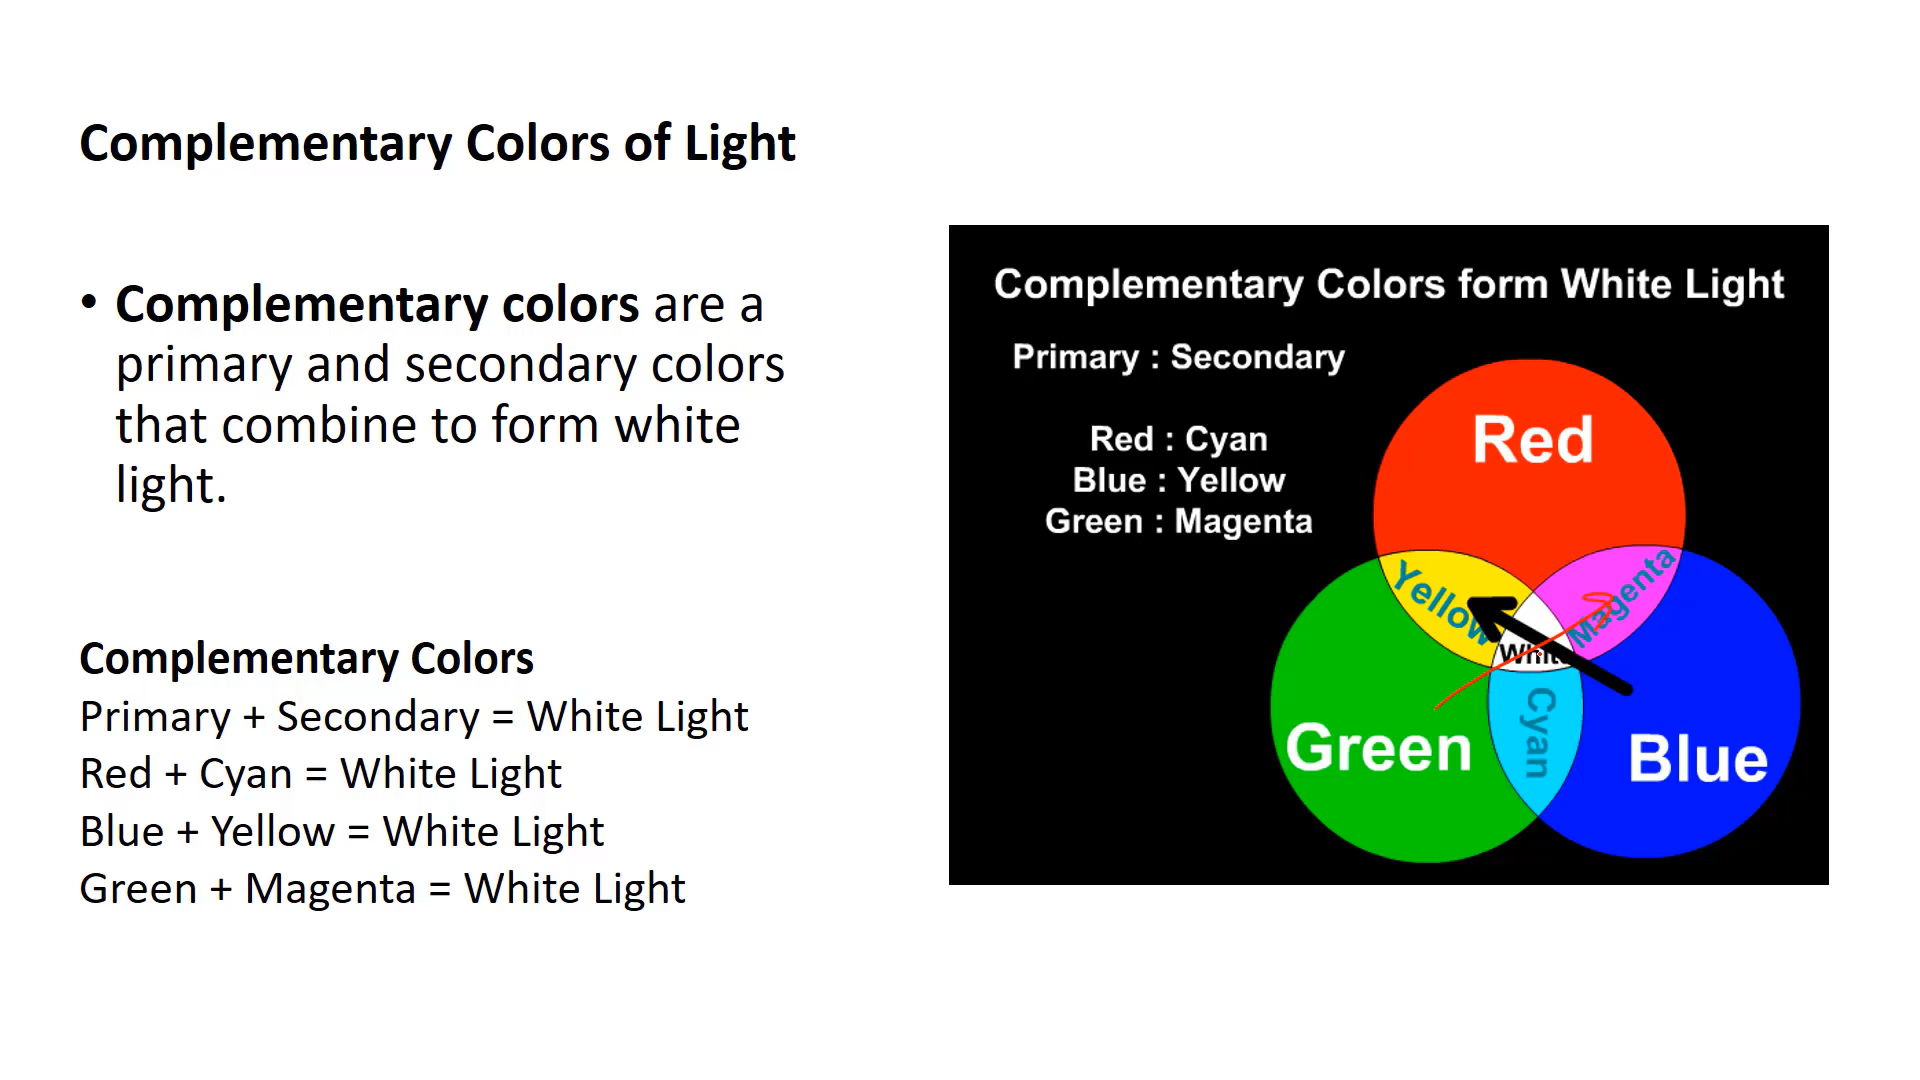 Complementary Colors of Light
• Complementary colors are a
primary and secondary colors
that combine to form white
light.
Complementary Colors
Primary + Secondary = White Light
Red + Cyan = White Light
Blue + Yellow = White Light
Green + Magenta = White Light
Complementary Colors form White Light
Primary : Secondary
Red : Cyan
Blue : Yellow
Green : Magenta
Red
Yellow
Magenta
White
Green
Cyan
Blue